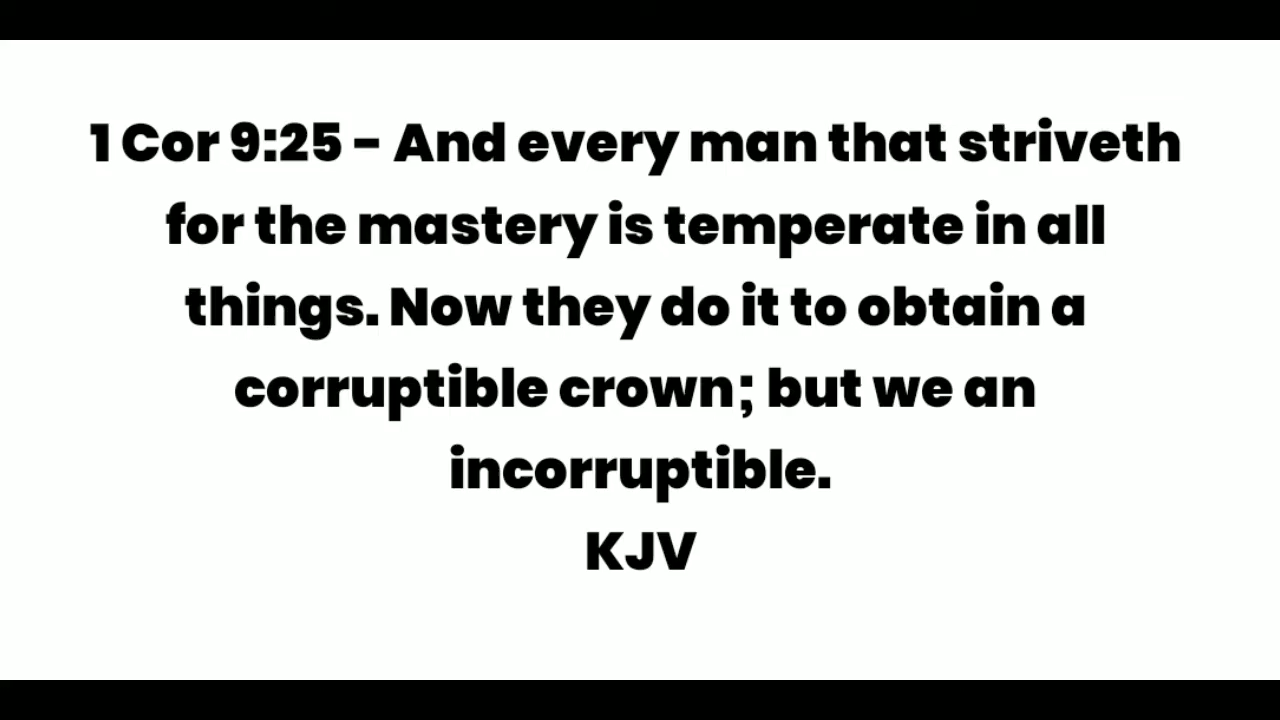 1 Cor 9:25 - And every man that striveth
for the mastery is temperate in all
things. Now they do it to obtain a
corruptible crown; but we an
incorruptible.
KJV